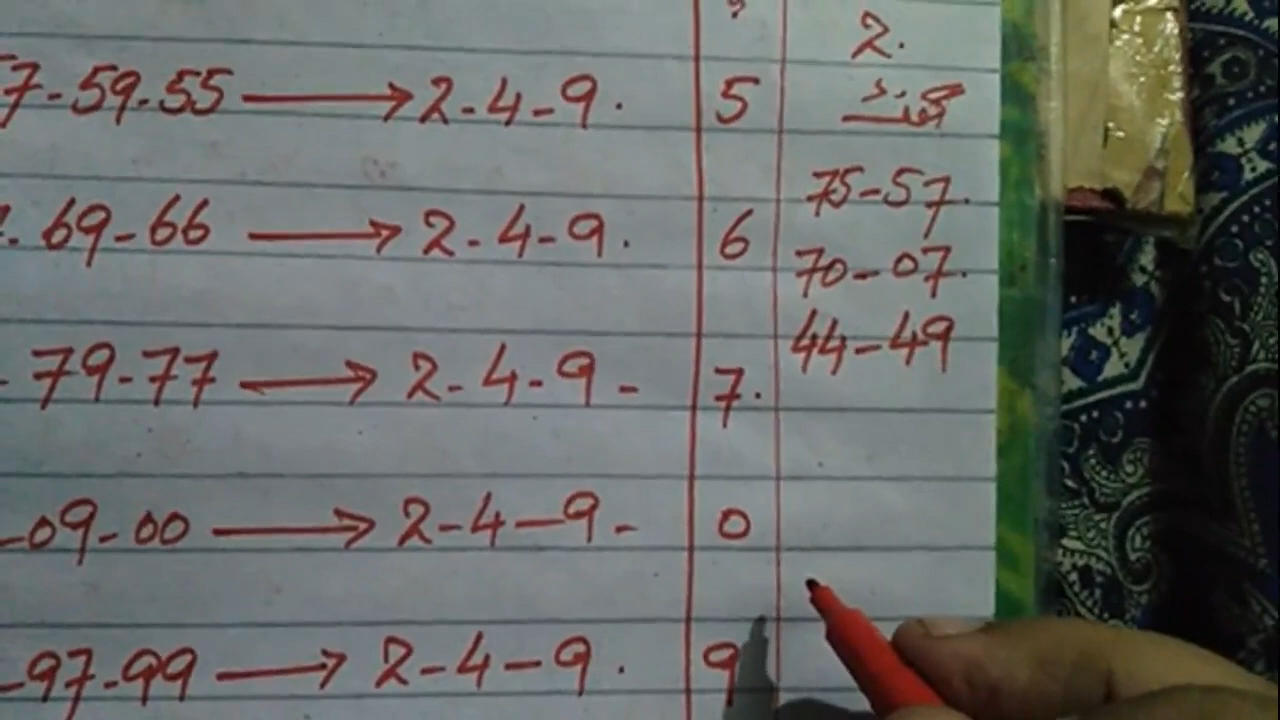 2.
7-59-55 → 2-4-9. 5
75-57.
69-66 → 2-4-9. 6
70-07.
44-49
-79-77 → 2-4-9- 7.
-09-00 → 2-4-9- 0
-97-99 → 2-4-9. 9